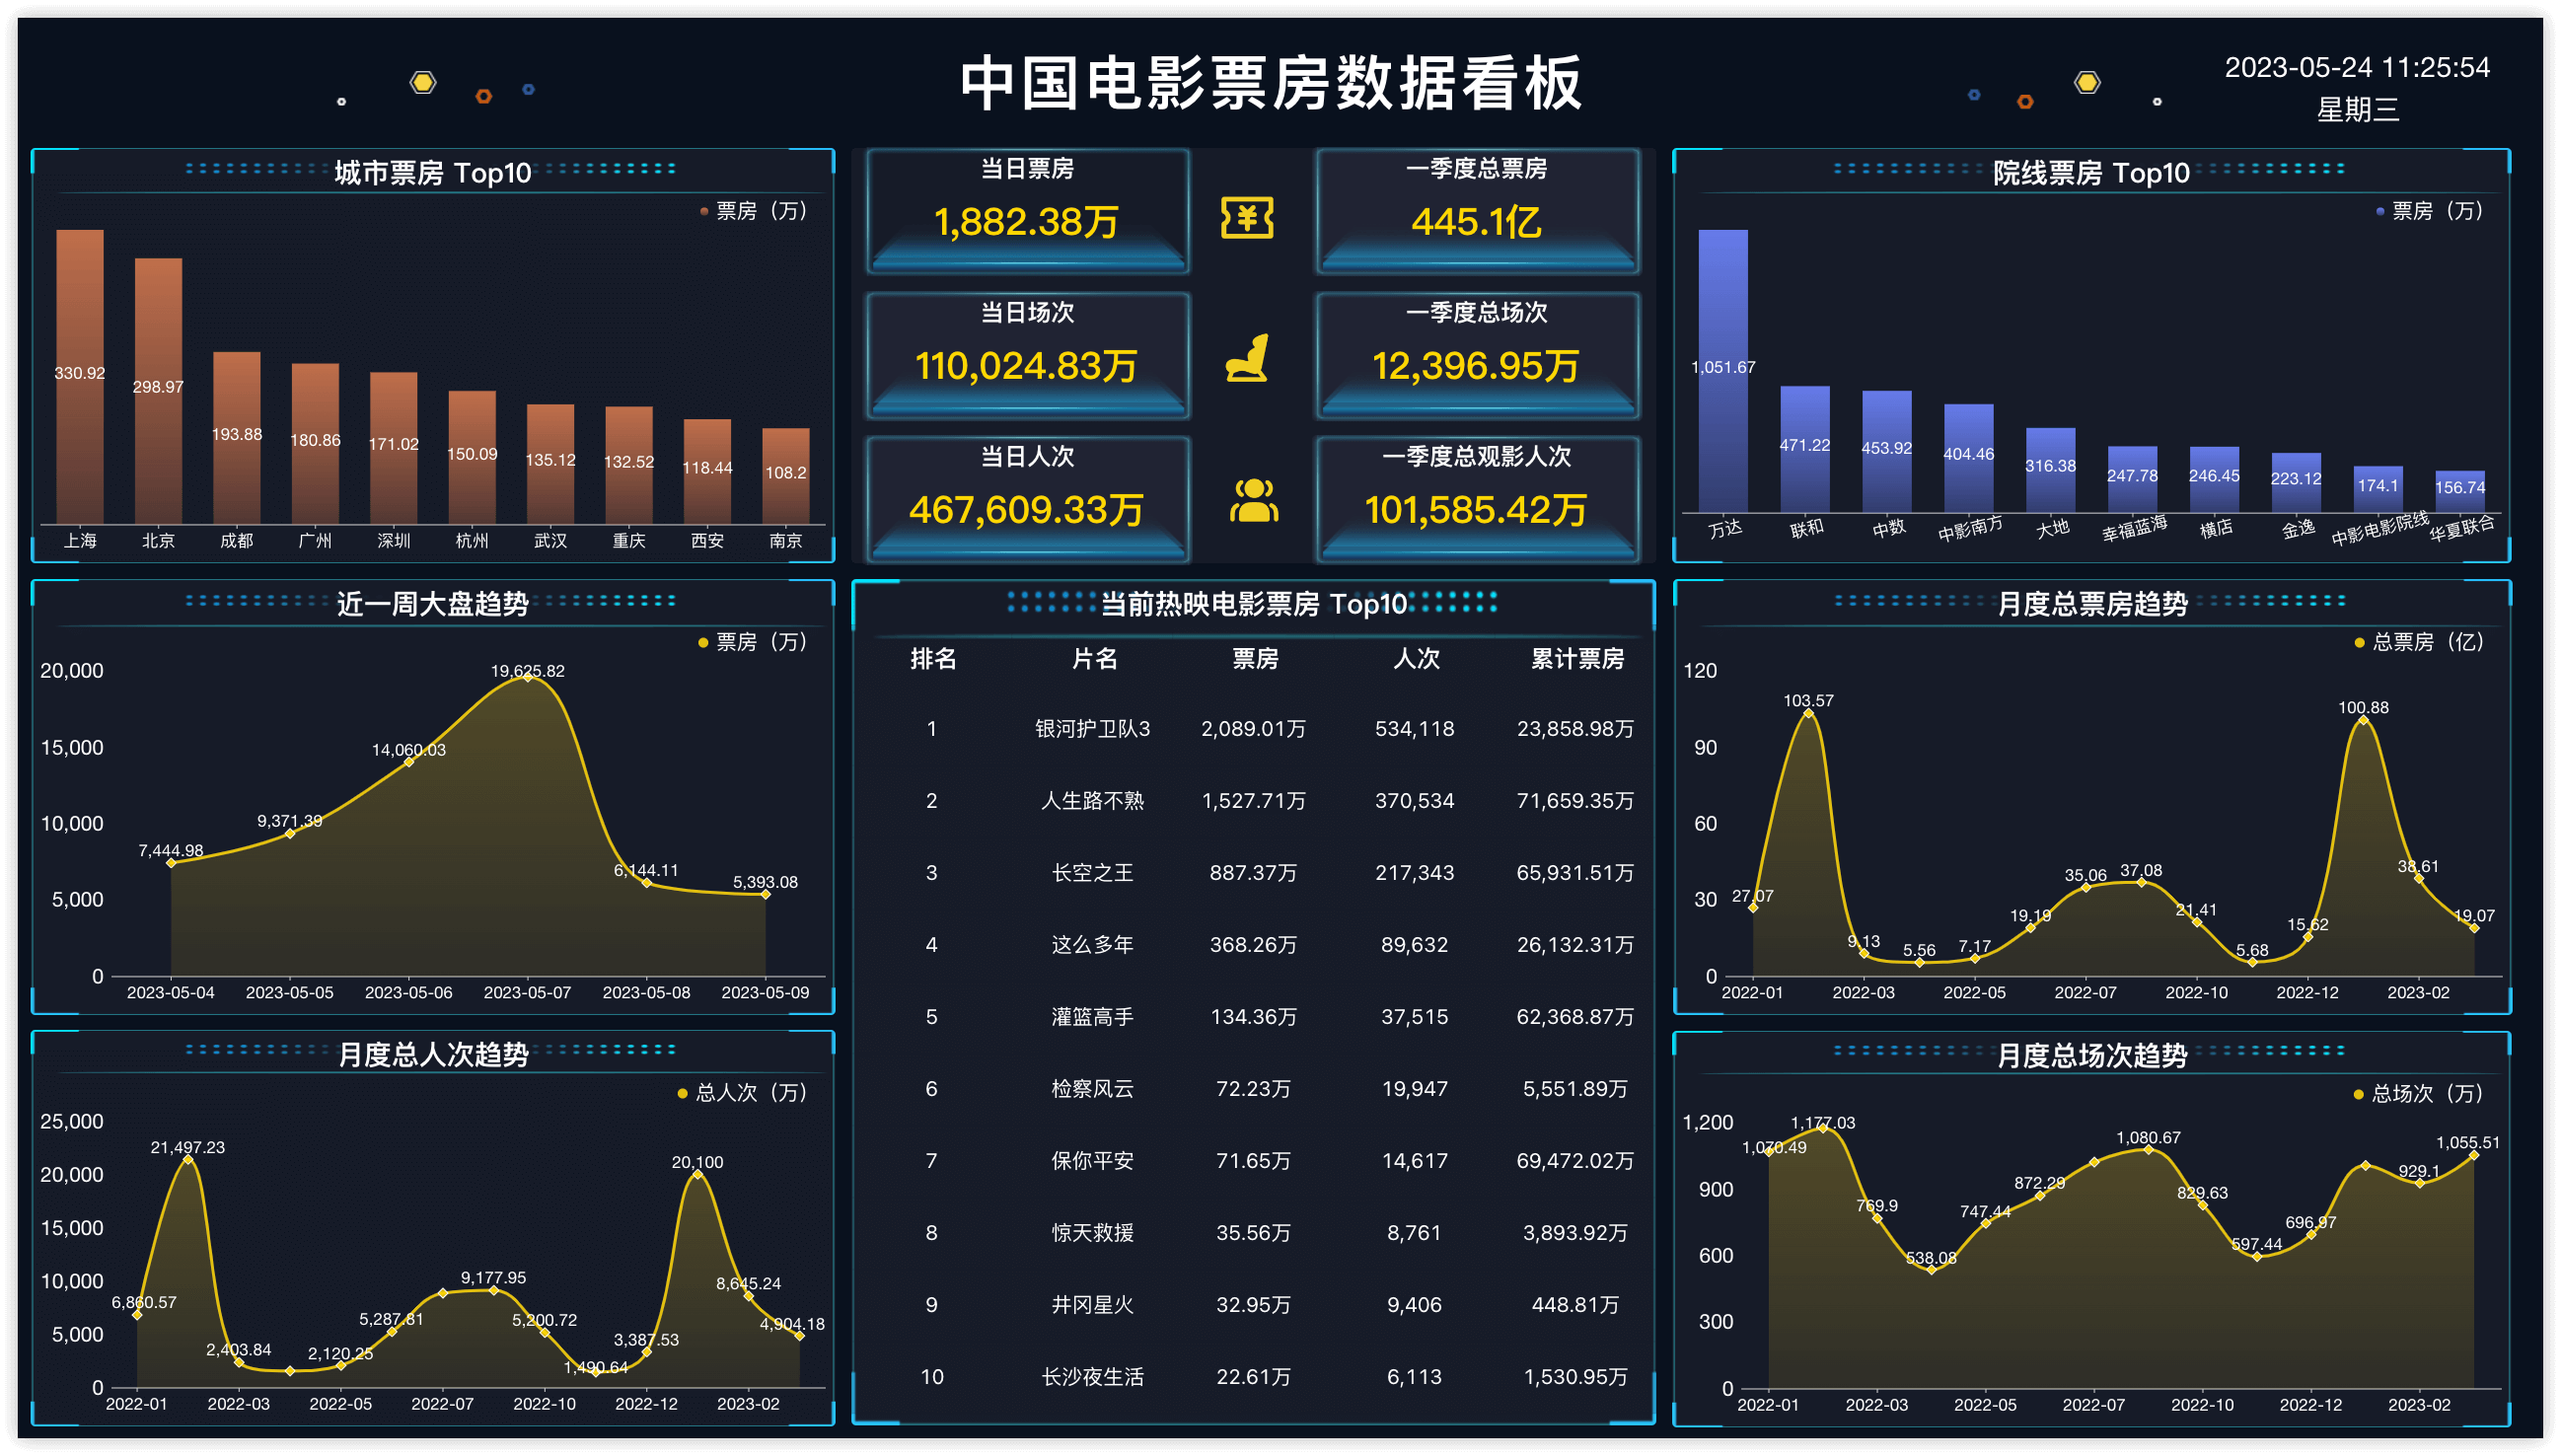 中国电影票房数据看板
2023-05-24 11:25:54
星期三
城市票房 Top10
票房（万）
330.92
298.97
193.88
180.86
171.02
150.09
135.12
132.52
118.44
108.2
上海 北京 成都 广州 深圳 杭州 武汉 重庆 西安 南京
当日票房
1,882.38万
一季度总票房
445.1亿
当日场次
110,024.83万
一季度总场次
12,396.95万
当日人次
467,609.33万
一季度总观影人次
101,585.42万
院线票房 Top10
票房（万）
1,051.67
471.22
453.92
404.46
316.38
247.78
246.45
223.12
174.1
156.74
万达 联和 中数 中影南方 大地 幸福蓝海 横店 金逸 中影电影院线 华夏联合
近一周大盘趋势
票房（万）
20,000
15,000
10,000
5,000
0
7,444.98
9,371.39
14,060.03
19,625.82
6,144.11
5,393.08
2023-05-04 2023-05-05 2023-05-06 2023-05-07 2023-05-08 2023-05-09
当前热映电影票房 Top10
排名 片名 票房 人次 累计票房
1 银河护卫队3 2,089.01万 534,118 23,858.98万
2 人生路不熟 1,527.71万 370,534 71,659.35万
3 长空之王 887.37万 217,343 65,931.51万
4 这么多年 368.26万 89,632 26,132.31万
5 灌篮高手 134.36万 37,515 62,368.87万
6 检察风云 72.23万 19,947 5,551.89万
7 保你平安 71.65万 14,617 69,472.02万
8 惊天救援 35.56万 8,761 3,893.92万
9 井冈星火 32.95万 9,406 448.81万
10 长沙夜生活 22.61万 6,113 1,530.95万
月度总票房趋势
总票房（亿）
120
90
60
30
0
27.07
103.57
9.13
5.56
7.17
19.19
35.06
37.08
21.41
5.68
15.62
100.88
38.61
19.07
2022-01 2022-03 2022-05 2022-07 2022-10 2022-12 2023-02
月度总人次趋势
总人次（万）
25,000
20,000
15,000
10,000
5,000
0
6,860.57
21,497.23
2,403.84
2,120.25
5,287.81
9,177.95
5,200.72
1,490.64
3,387.53
20,100
8,645.24
4,904.18
2022-01 2022-03 2022-05 2022-07 2022-10 2022-12 2023-02
月度总场次趋势
总场次（万）
1,200
900
600
300
0
1,070.49
1,177.03
769.9
538.08
747.44
872.29
1,080.67
829.63
597.44
696.97
929.1
1,055.51
2022-01 2022-03 2022-05 2022-07 2022-10 2022-12 2023-02